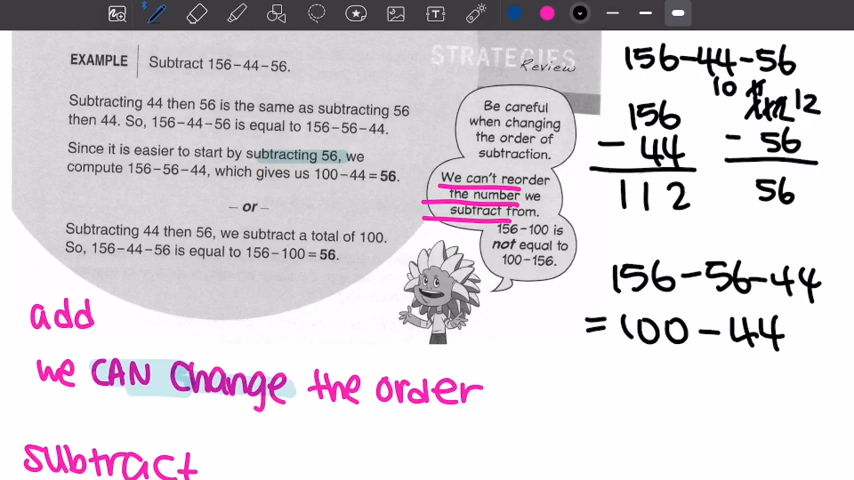 STRATEGIES
Review
EXAMPLE Subtract 156-44-56.
Subtracting 44 then 56 is the same as subtracting 56
then 44. So, 156-44-56 is equal to 156-56-44.
Since it is easier to start by subtracting 56, we
compute 156-56-44, which gives us 100-44=56.
- or -
Subtracting 44 then 56, we subtract a total of 100.
So, 156-44-56 is equal to 156-100=56.
Be careful
when changing
the order of
subtraction.
We can't reorder
the number we
subtract from.
156-100 is
not equal to
100-156.
add
we CAN change the order
subtract
156-44-56
156
- 44
112
10 12
- 56
56
156-56-44
=100-44